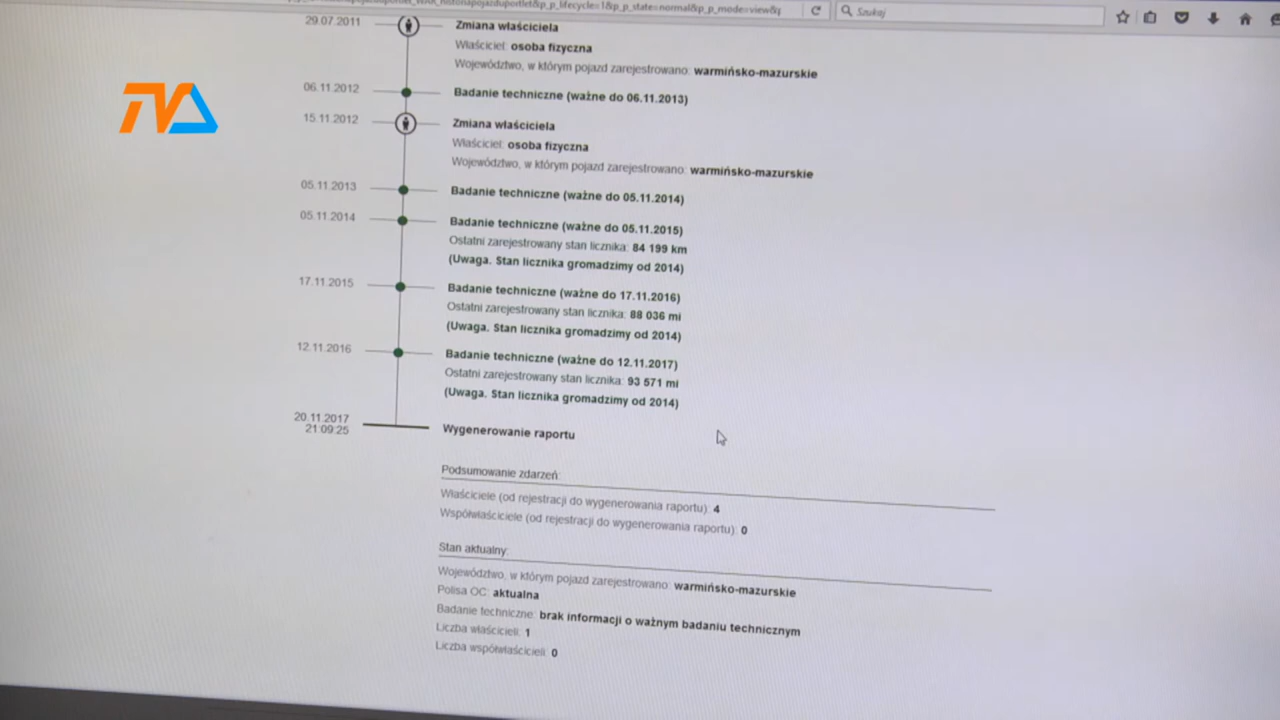 29.07.2011
Zmiana właściciela
Właściciel: osoba fizyczna
Województwo, w którym pojazd zarejestrowano: warmińsko-mazurskie
06.11.2012
Badanie techniczne (ważne do 06.11.2013)
15.11.2012
Zmiana właściciela
Właściciel: osoba fizyczna
Województwo, w którym pojazd zarejestrowano: warmińsko-mazurskie
05.11.2013
Badanie techniczne (ważne do 05.11.2014)
05.11.2014
Badanie techniczne (ważne do 05.11.2015)
Ostatni zarejestrowany stan licznika: 84 199 km
(Uwaga. Stan licznika gromadzimy od 2014)
17.11.2015
Badanie techniczne (ważne do 17.11.2016)
Ostatni zarejestrowany stan licznika: 88 036 mi
(Uwaga. Stan licznika gromadzimy od 2014)
12.11.2016
Badanie techniczne (ważne do 12.11.2017)
Ostatni zarejestrowany stan licznika: 93 571 mi
(Uwaga. Stan licznika gromadzimy od 2014)
20.11.2017
21:09:25
Wygenerowanie raportu
Podsumowanie zdarzeń:
Właściciele (od rejestracji do wygenerowania raportu): 4
Współwłaściciele (od rejestracji do wygenerowania raportu): 0
Stan aktualny:
Województwo, w którym pojazd zarejestrowano: warmińsko-mazurskie
Polisa OC: aktualna
Badanie techniczne: brak informacji o ważnym badaniu technicznym
Liczba właścicieli: 1
Liczba współwłaścicieli: 0
Szukaj